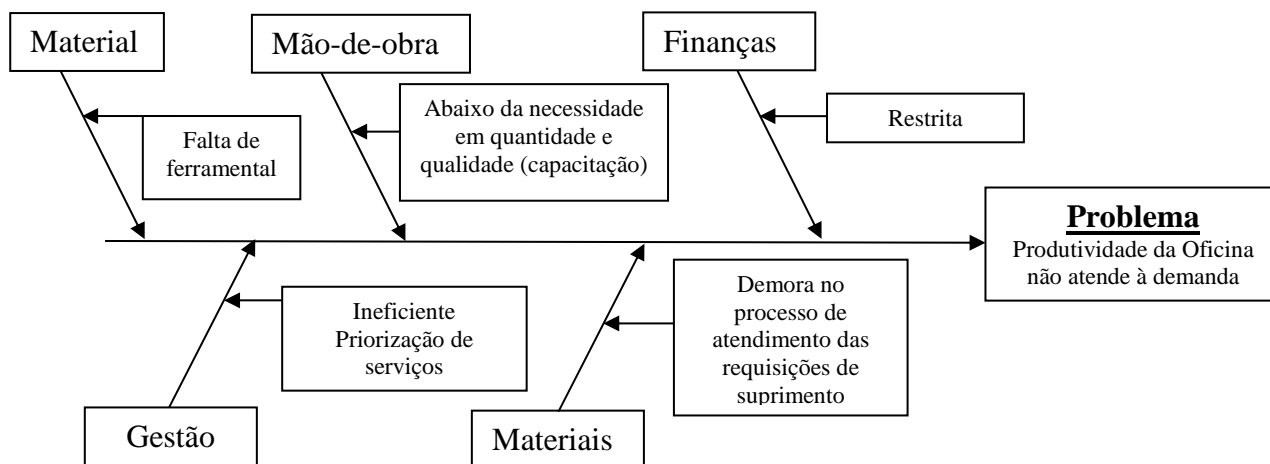 Material
Mão-de-obra
Finanças
Falta de
ferramental
Abaixo da necessidade
em quantidade e
qualidade (capacitação)
Restrita
Problema
Produtividade da Oficina
não atende à demanda
Ineficiente
Priorização de
serviços
Demora no
processo de
atendimento das
requisições de
suprimento
Gestão
Materiais